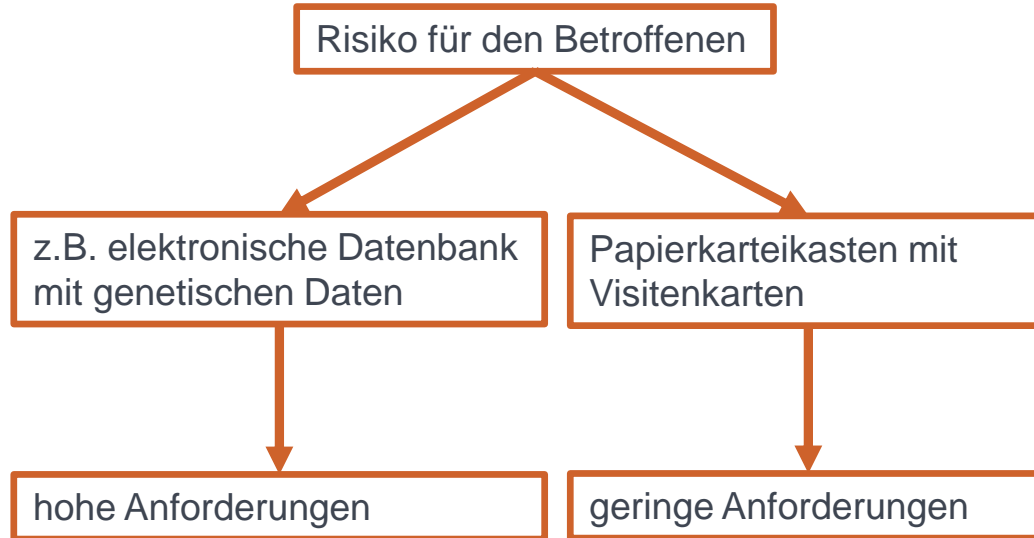 Risiko für den Betroffenen
z.B. elektronische Datenbank
mit genetischen Daten
Papierkarteikasten mit
Visitenkarten
hohe Anforderungen
geringe Anforderungen